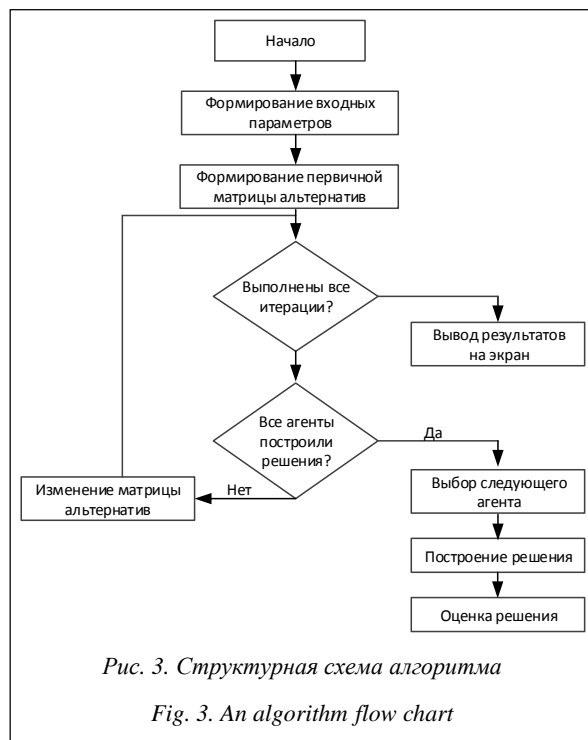 Начало
Формирование входных
параметров
Формирование первичной
матрицы альтернатив
Выполнены все
итерации?
Вывод результатов
на экран
Все агенты
построили
решения?
Да
Нет
Изменение матрицы
альтернатив
Выбор следующего
агента
Построение решения
Оценка решения
Рис. 3. Структурная схема алгоритма
Fig. 3. An algorithm flow chart